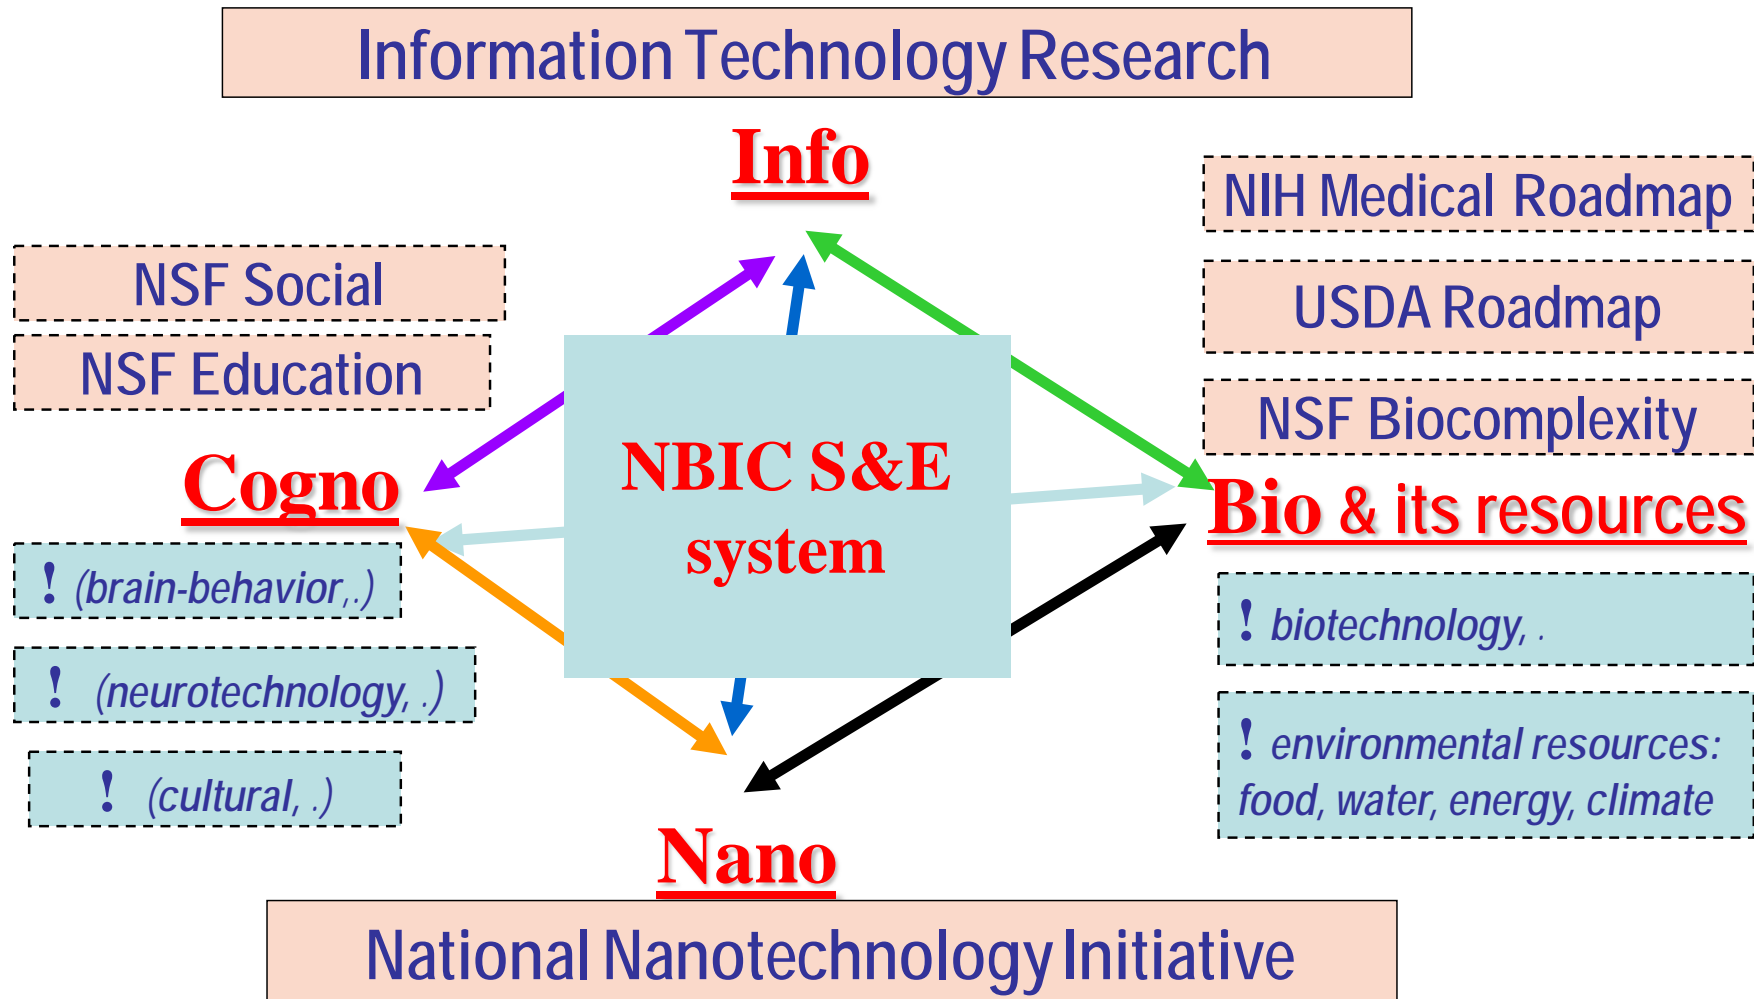 Information Technology Research
Info
NIH Medical Roadmap
NSF Social
USDA Roadmap
NSF Education
NSF Biocomplexity
NBIC S&E
system
Cogno
Bio & its resources
! (brain-behavior,.)
! (neurotechnology, .)
! (cultural, .)
! biotechnology, .
! environmental resources:
food, water, energy, climate
Nano
National Nanotechnology Initiative